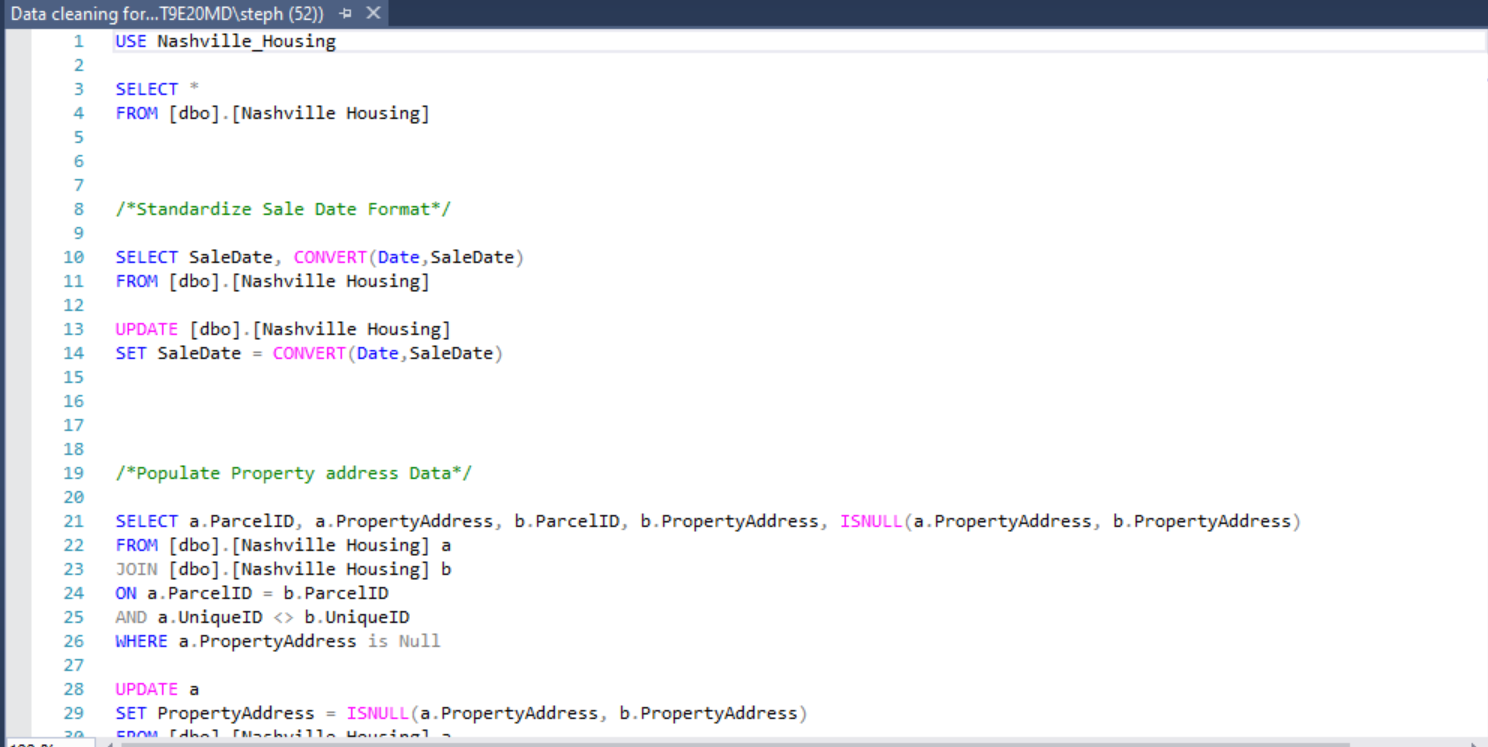 Data cleaning for...T9E20MD\steph (52))
1 USE Nashville_Housing
2
3 SELECT *
4 FROM [dbo].[Nashville Housing]
5
6
7
8 /*Standardize Sale Date Format*/
9
10 SELECT SaleDate, CONVERT(Date,SaleDate)
11 FROM [dbo].[Nashville Housing]
12
13 UPDATE [dbo].[Nashville Housing]
14 SET SaleDate = CONVERT(Date,SaleDate)
15
16
17
18
19 /*Populate Property address Data*/
20
21 SELECT a.ParcelID, a.PropertyAddress, b.ParcelID, b.PropertyAddress, ISNULL(a.PropertyAddress, b.PropertyAddress)
22 FROM [dbo].[Nashville Housing] a
23 JOIN [dbo].[Nashville Housing] b
24 ON a.ParcelID = b.ParcelID
25 AND a.UniqueID <> b.UniqueID
26 WHERE a.PropertyAddress is Null
27
28 UPDATE a
29 SET PropertyAddress = ISNULL(a.PropertyAddress, b.PropertyAddress)
30 FROM [dbo].[Nashville Housing] a